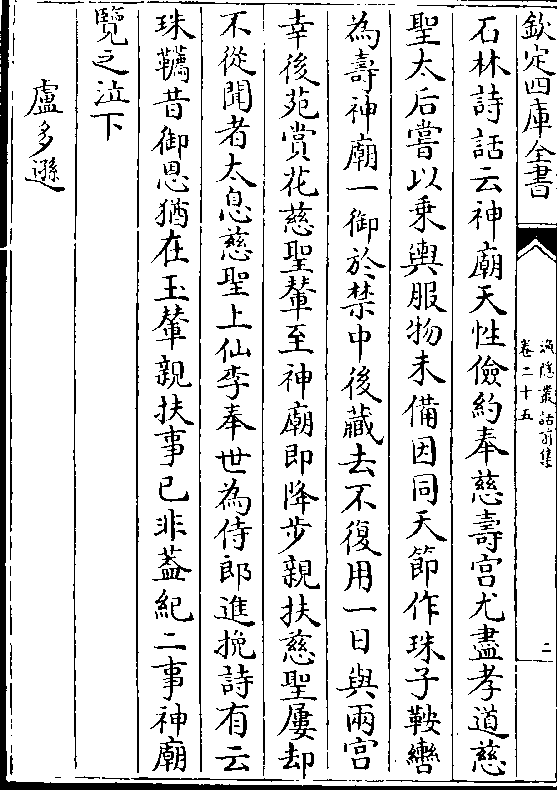 欽定四庫全書
漁隱叢話前集
卷二十五
二
石林詩話云神廟天性儉約奉慈壽宮尤盡孝道慈
聖太后嘗以乗輿服物未備因同天節作珠子鞍轡
為壽神廟一御於禁中後藏去不復用一日與兩宮
幸後苑賞花慈聖輦至神廟即降步親扶慈聖屢却
不從聞者太息慈聖上仙李奉世為侍郎進挽詩有云
珠韉昔御恩猶在玉輦親扶事已非葢紀二事神廟
覽之泣下
盧多遜